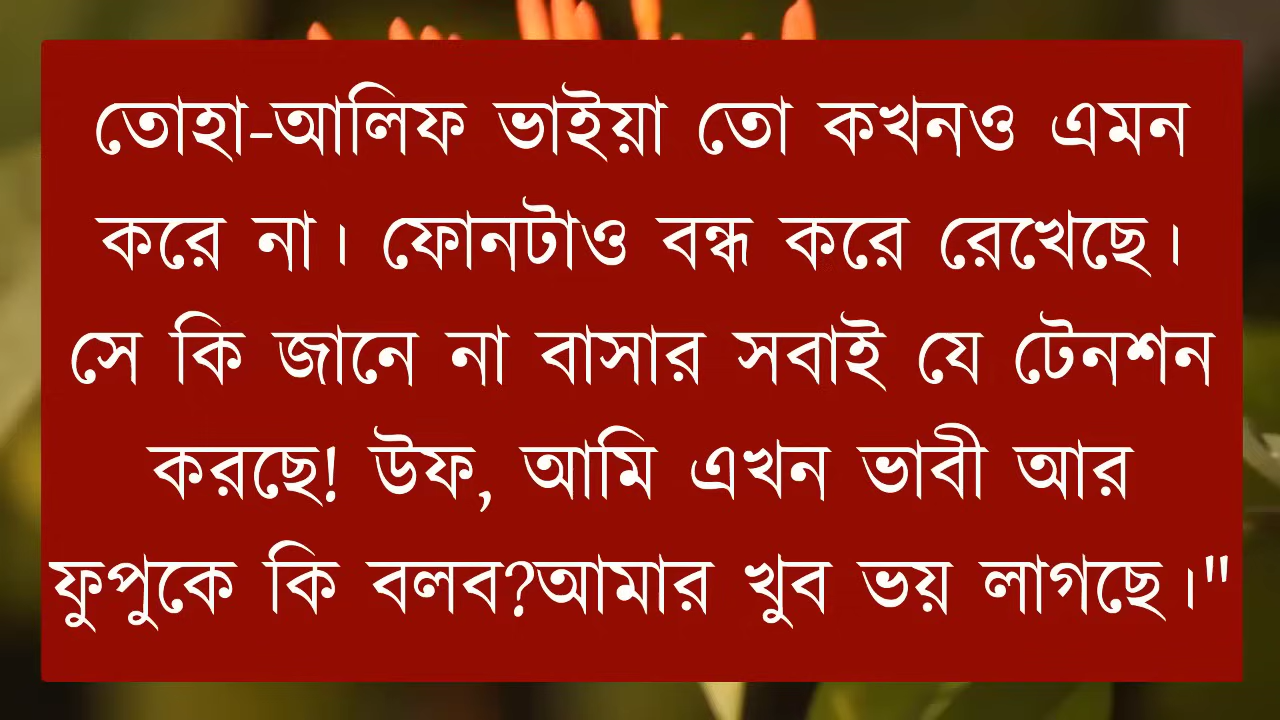 তোহা-আলিফ ভাইয়া তো কখনও এমন
করে না। ফোনটাও বন্ধ করে রেখেছে।
সে কি জানে না বাসার সবাই যে টেনশন
করছে! উফ, আমি এখন ভাবী আর
ফুপুকে কি বলব?আমার খুব ভয় লাগছে।"